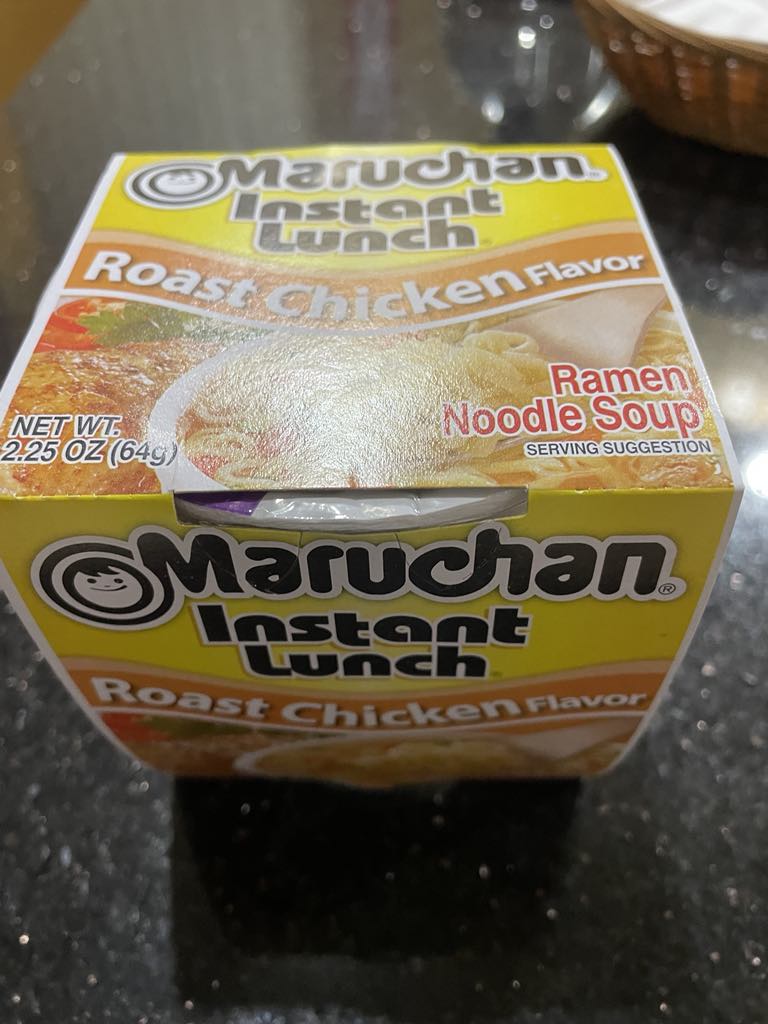 Maruchan®
Instant
Lunch
Roast Chicken Flavor
Ramen
Noodle Soup
NET WT.
2.25 OZ (64g)
SERVING SUGGESTION
Maruchan®
Instant
Lunch
Roast Chicken Flavor